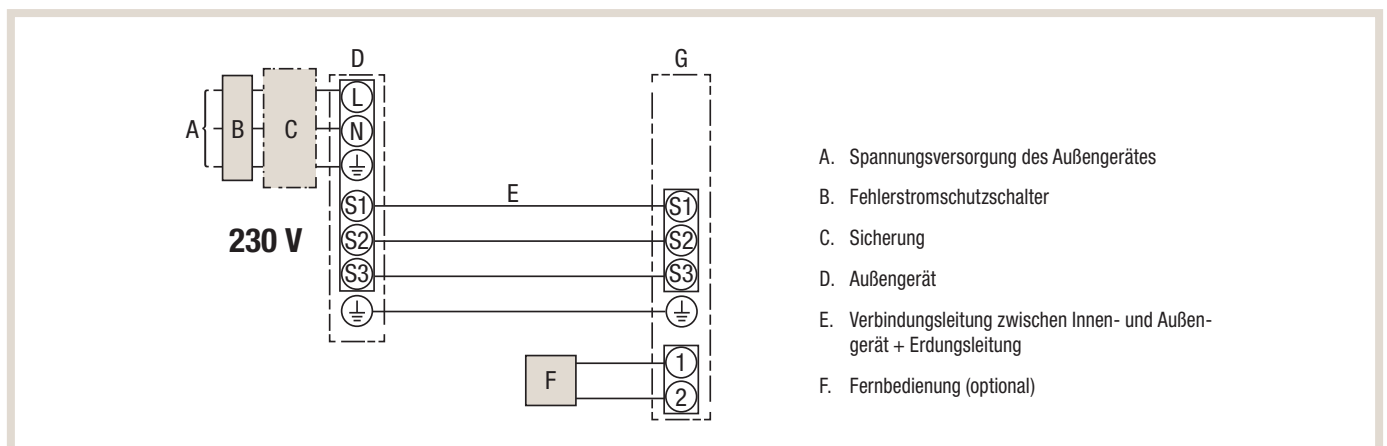 D
G
L
A
B
C
N
S1
E
S1
230 V
S2
S2
S3
S3
F
1
2
A. Spannungsversorgung des Außengerätes
B. Fehlerstromschutzschalter
C. Sicherung
D. Außengerät
E. Verbindungsleitung zwischen Innen- und Außen-
gerät + Erdungsleitung
F. Fernbedienung (optional)